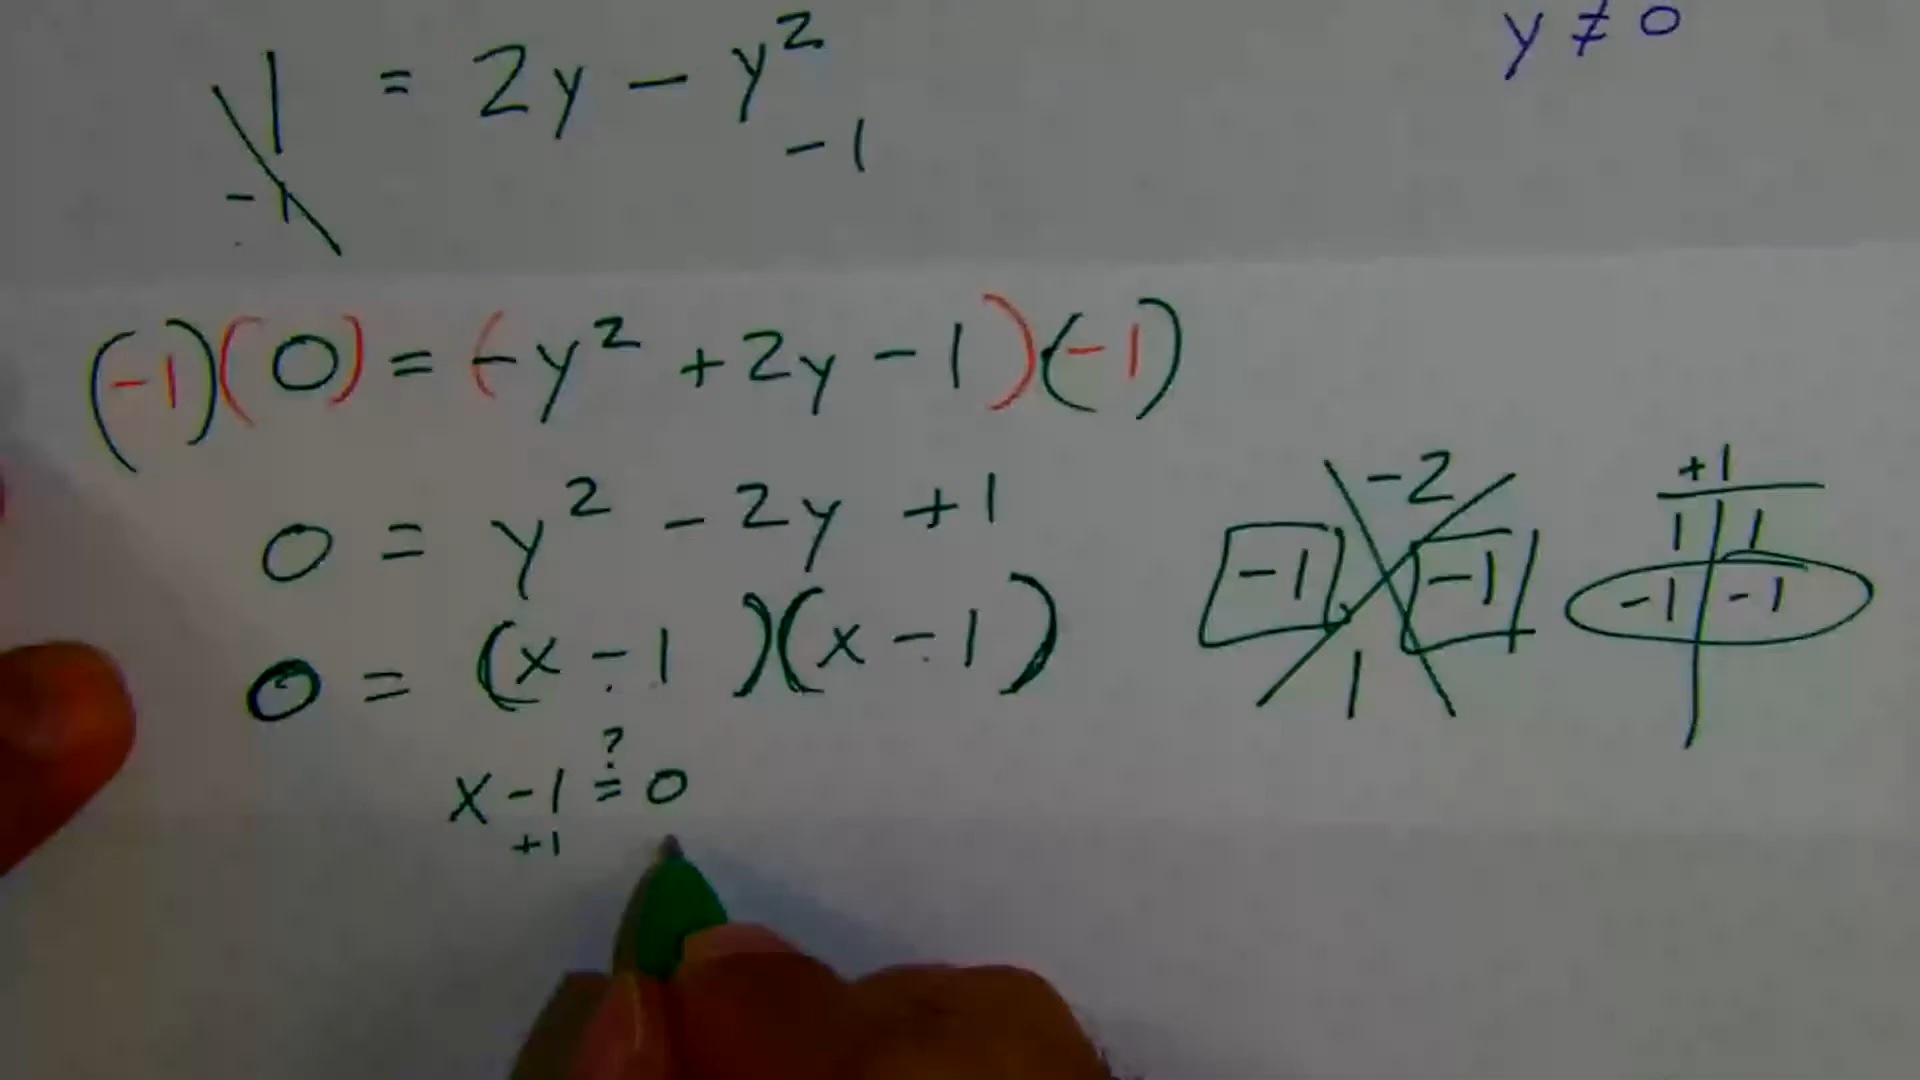 y ≠ 0
1 = 2y - y²
-1 -1
(-1)(0) = (-y² + 2y - 1)(-1)
0 = y² - 2y + 1
0 = (x - 1)(x - 1)
x - 1 ≟ 0
+1
-2
-1 -1
1
+1
1 | 1
-1 | -1